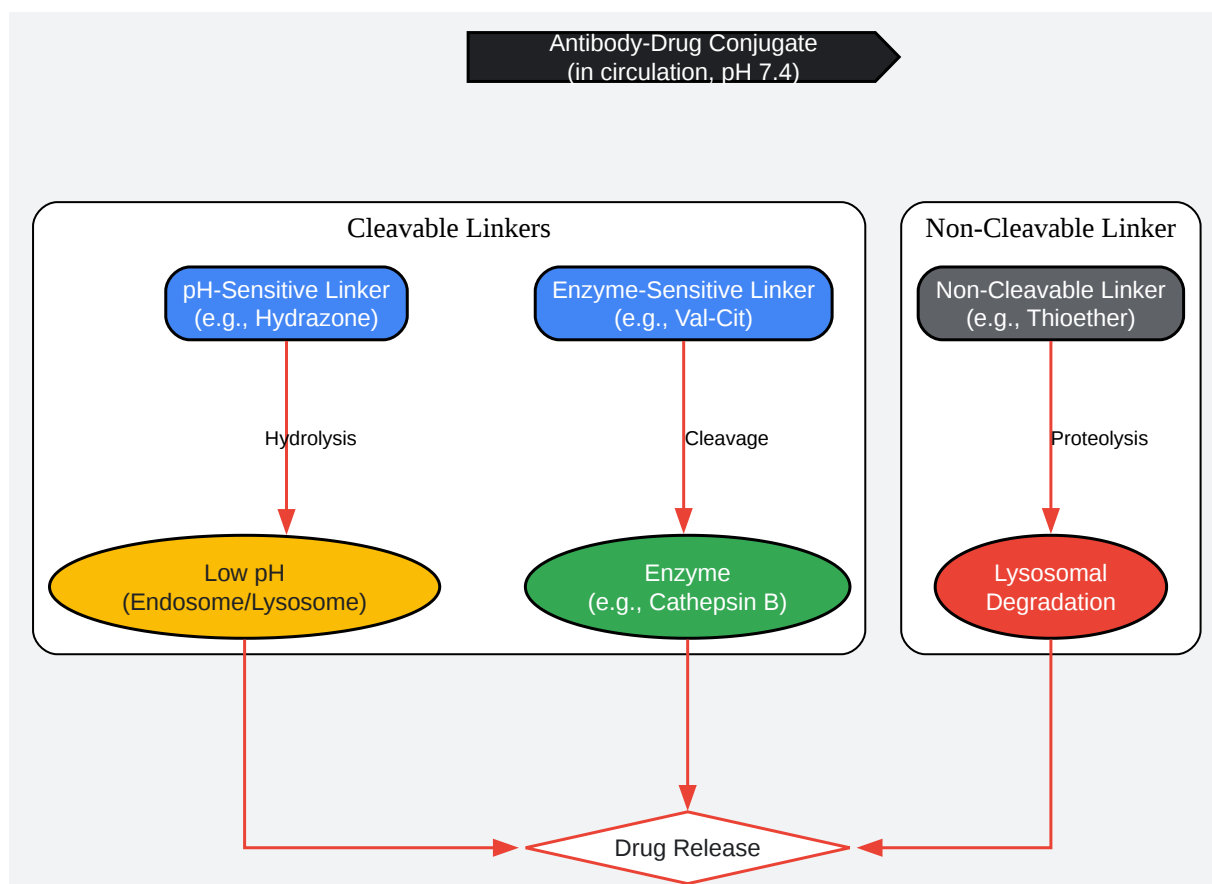 Antibody-Drug Conjugate
(in circulation, pH 7.4)
Cleavable Linkers
pH-Sensitive Linker
(e.g., Hydrazone)
Enzyme-Sensitive Linker
(e.g., Val-Cit)
Hydrolysis
Cleavage
Low pH
(Endosome/Lysosome)
Enzyme
(e.g., Cathepsin B)
Non-Cleavable Linker
Non-Cleavable Linker
(e.g., Thioether)
Proteolysis
Lysosomal
Degradation
Drug Release